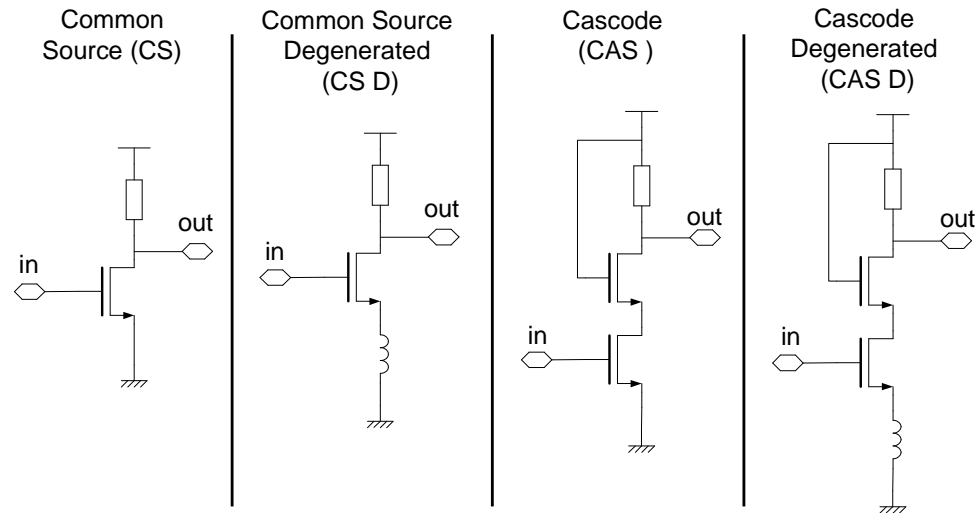 Common
Source (CS)
Common Source
Degenerated
(CS D)
Cascode
(CAS )
Cascode
Degenerated
(CAS D)
in
out
in
out
in
out
in
out